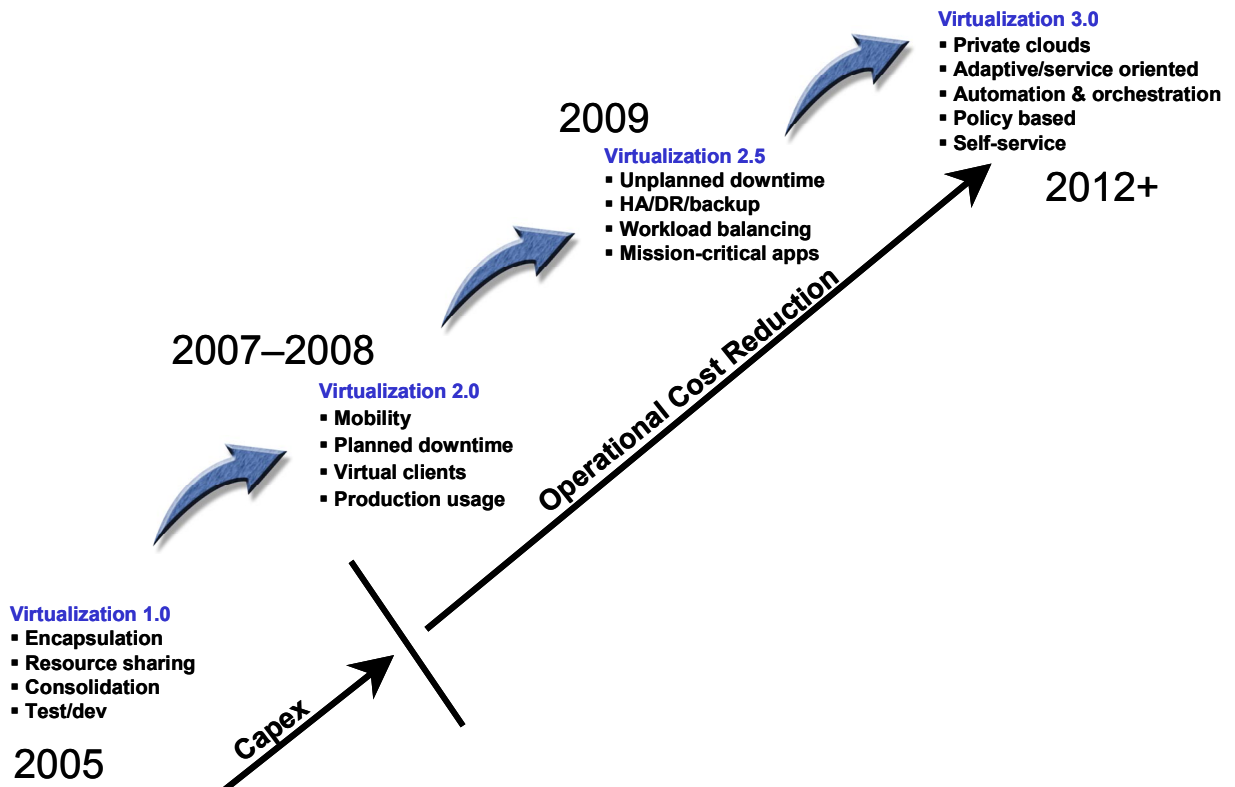 Virtualization 3.0
▪ Private clouds
▪ Adaptive/service oriented
▪ Automation & orchestration
▪ Policy based
▪ Self-service
2012+
2009
Virtualization 2.5
▪ Unplanned downtime
▪ HA/DR/backup
▪ Workload balancing
▪ Mission-critical apps
Operational Cost Reduction
2007–2008
Virtualization 2.0
▪ Mobility
▪ Planned downtime
▪ Virtual clients
▪ Production usage
Virtualization 1.0
▪ Encapsulation
▪ Resource sharing
▪ Consolidation
▪ Test/dev
2005
Capex